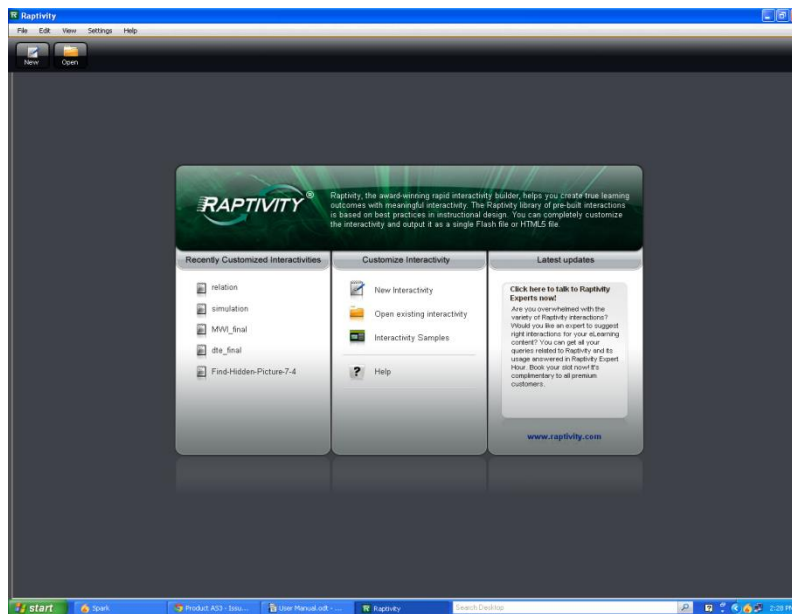 Raptivity
File Edit View Settings Help
New Open
RAPTIVITY®
Raptivity, the award-winning rapid interactivity builder, helps you create true learning
outcomes with meaningful interactivity. The Raptivity library of pre-built interactions
is based on best practices in instructional design. You can completely customize
the interactivity and output it as a single Flash file or HTML5 file.
Recently Customized Interactivities
relation
simulation
MWI_final
dte_final
Find-Hidden-Picture-7-4
Customize Interactivity
New Interactivity
Open existing interactivity
Interactivity Samples
Help
Latest updates
Click here to talk to Raptivity
Experts now!
Are you overwhelmed with the
variety of Raptivity interactions?
Would you like an expert to suggest
right interactions for your eLearning
content? You can get all your
queries related to Raptivity and its
usage answered in Raptivity Expert
Hour. Book your slot now! It's
complimentary to all premium
customers.
www.raptivity.com
start Spark Product AS3 - Issu... User Manual.odt - ... Raptivity Search Desktop 2:28 PM